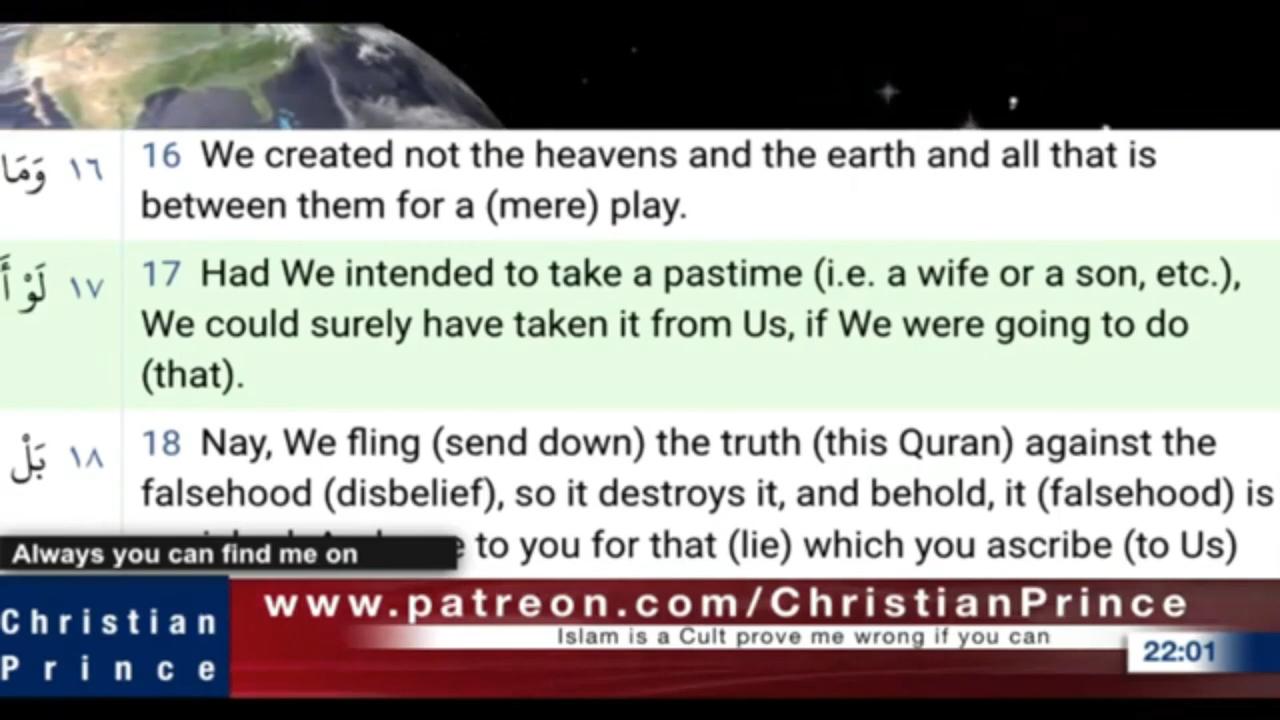 وَمَا ١٦ 16 We created not the heavens and the earth and all that is
between them for a (mere) play.
لَوْ أَ ١٧ 17 Had We intended to take a pastime (i.e. a wife or a son, etc.),
We could surely have taken it from Us, if We were going to do
(that).
بَلْ ١٨ 18 Nay, We fling (send down) the truth (this Quran) against the
falsehood (disbelief), so it destroys it, and behold, it (falsehood) is
to you for that (lie) which you ascribe (to Us)
Always you can find me on
Christian
Prince
www.patreon.com/ChristianPrince
Islam is a Cult prove me wrong if you can
22:01